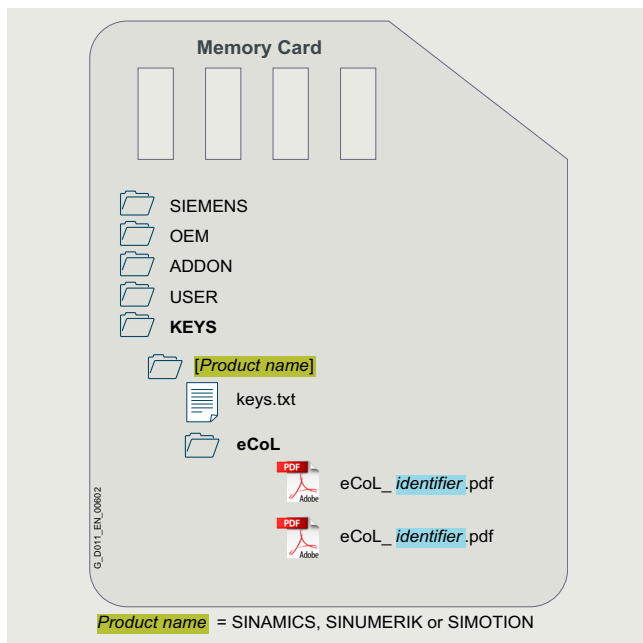 Memory Card
SIEMENS
OEM
ADDON
USER
KEYS
[Product name]
keys.txt
eCoL
PDF
Adobe
eCoL_ identifier.pdf
PDF
Adobe
eCoL_ identifier.pdf
G_D011_EN_00602
Product name = SINAMICS, SINUMERIK or SIMOTION